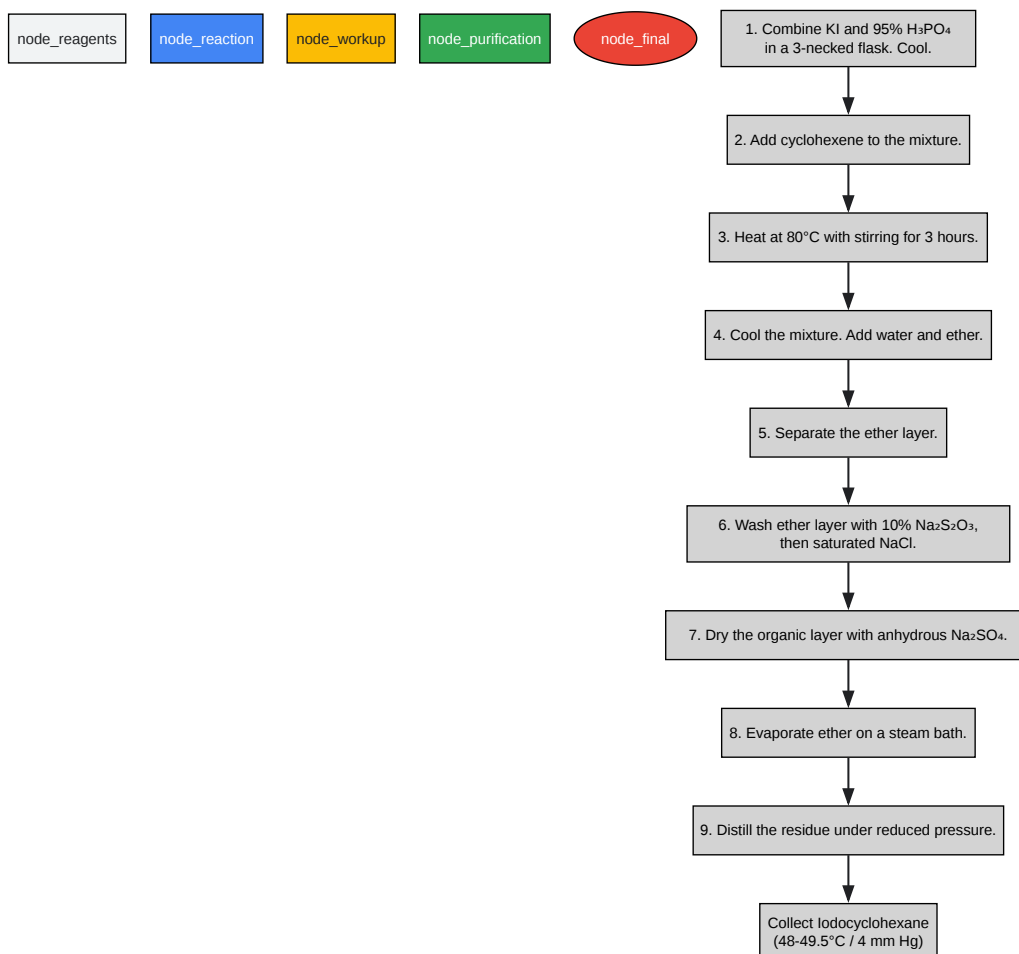 node_reagents
node_reaction
node_workup
node_purification
node_final
1. Combine KI and 95% H₃PO₄
in a 3-necked flask. Cool.
2. Add cyclohexene to the mixture.
3. Heat at 80°C with stirring for 3 hours.
4. Cool the mixture. Add water and ether.
5. Separate the ether layer.
6. Wash ether layer with 10% Na₂S₂O₃,
then saturated NaCl.
7. Dry the organic layer with anhydrous Na₂SO₄.
8. Evaporate ether on a steam bath.
9. Distill the residue under reduced pressure.
Collect Iodocyclohexane
(48-49.5°C / 4 mm Hg)